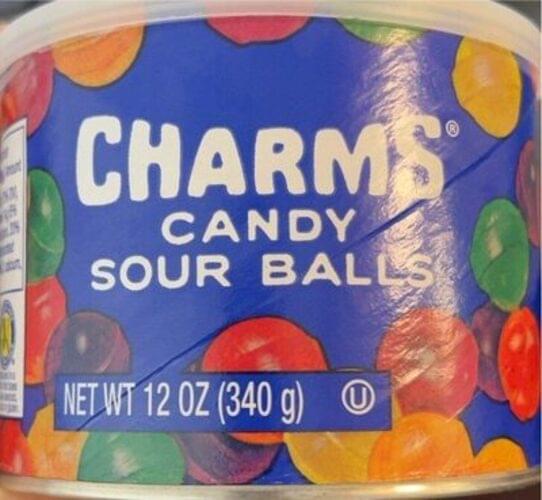 CHARMS®
CANDY
SOUR BALLS
NET WT 12 OZ (340 g) U